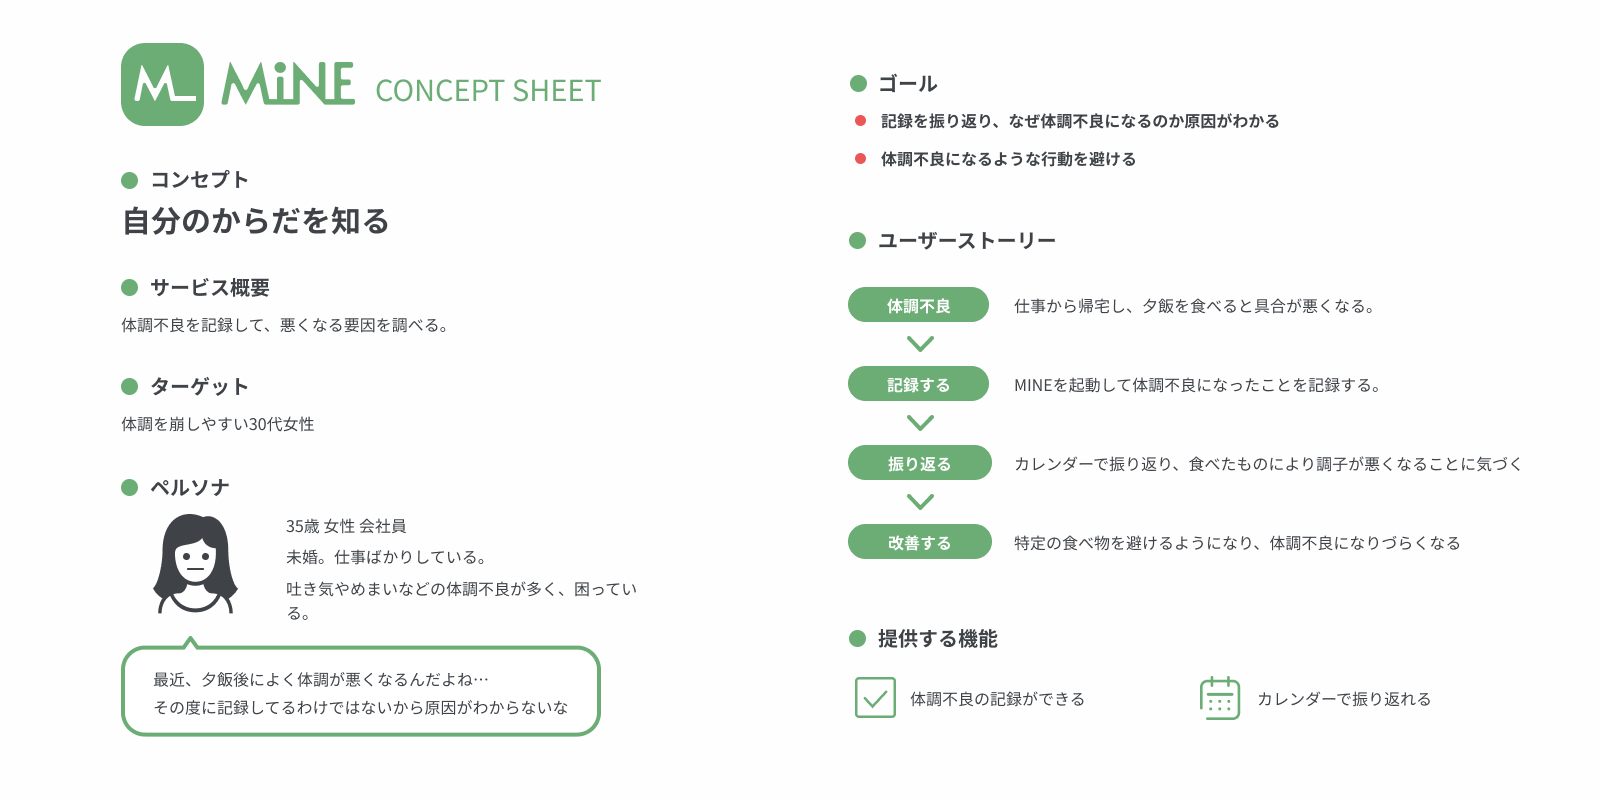 MiNE CONCEPT SHEET
コンセプト
自分のからだを知る
サービス概要
体調不良を記録して、悪くなる要因を調べる。
ターゲット
体調を崩しやすい30代女性
ペルソナ
35歳 女性 会社員
未婚。仕事ばかりしている。
吐き気やめまいなどの体調不良が多く、困ってい
る。
最近、夕飯後によく体調が悪くなるんだよね…
その度に記録してるわけではないから原因がわからないな
ゴール
記録を振り返り、なぜ体調不良になるのか原因がわかる
体調不良になるような行動を避ける
ユーザーストーリー
体調不良 仕事から帰宅し、夕飯を食べると具合が悪くなる。
記録する MINEを起動して体調不良になったことを記録する。
振り返る カレンダーで振り返り、食べたものにより調子が悪くなることに気づく
改善する 特定の食べ物を避けるようになり、体調不良になりづらくなる
提供する機能
体調不良の記録ができる カレンダーで振り返れる